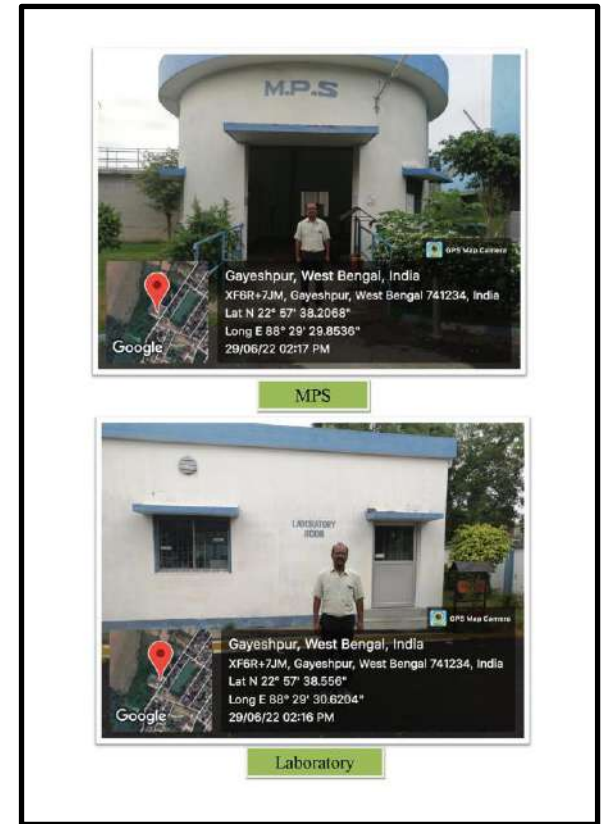 M.P.S
GPS Map Camera
Gayeshpur, West Bengal, India
XF6R+7JM, Gayeshpur, West Bengal 741234, India
Lat N 22° 57' 38.2068"
Long E 88° 29' 29.8536"
29/06/22 02:17 PM
Google
MPS
LABORATORY
ROOM
GPS Map Camera
Gayeshpur, West Bengal, India
XF6R+7JM, Gayeshpur, West Bengal 741234, India
Lat N 22° 57' 38.556"
Long E 88° 29' 30.6204"
29/06/22 02:16 PM
Google
Laboratory